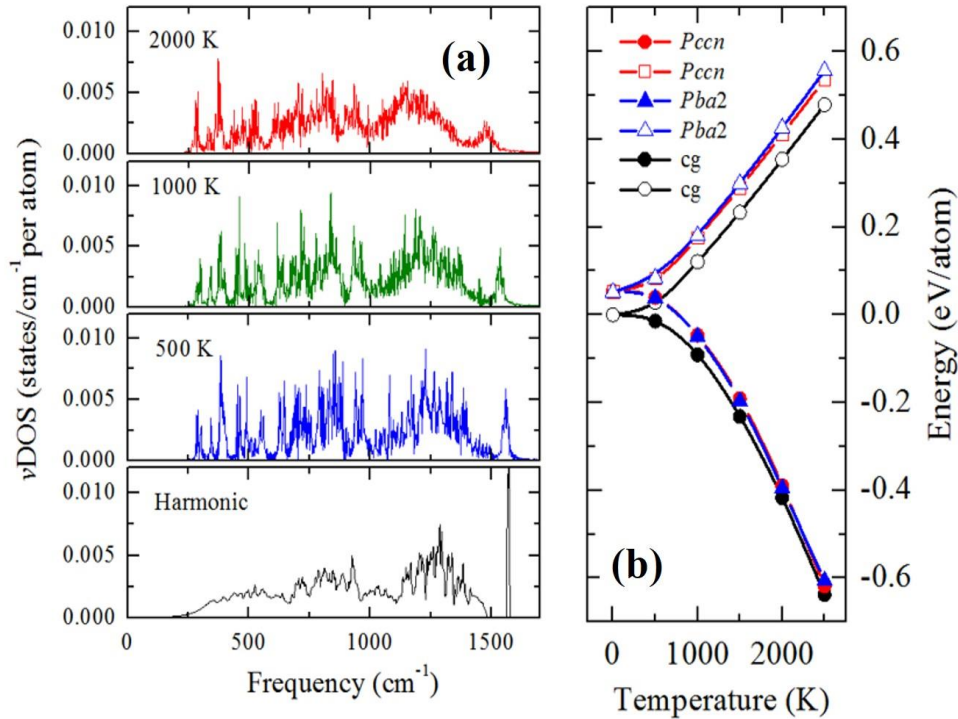 vDOS (states/cm⁻¹ per atom)
0.010
0.005
0.000
2000 K
(a)
0.010
0.005
0.000
1000 K
0.010
0.005
0.000
500 K
0.010
0.005
0.000
Harmonic
0 500 1000 1500
Frequency (cm⁻¹)
Pccn
Pccn
Pba2
Pba2
cg
cg
(b)
0.6
0.4
0.2
0.0
-0.2
-0.4
-0.6
Energy (eV/atom)
0 1000 2000
Temperature (K)